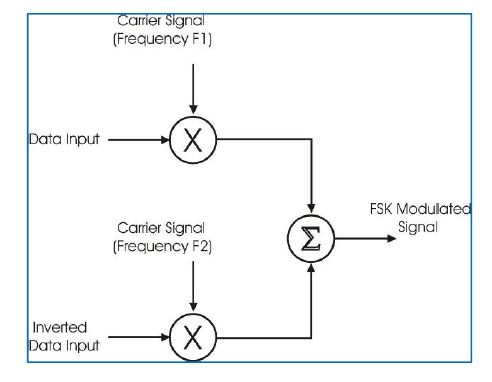 Carrier Signal
(Frequency F1)
Data Input
X
FSK Modulated
Signal
Σ
Carrier Signal
(Frequency F2)
Inverted
Data Input
X